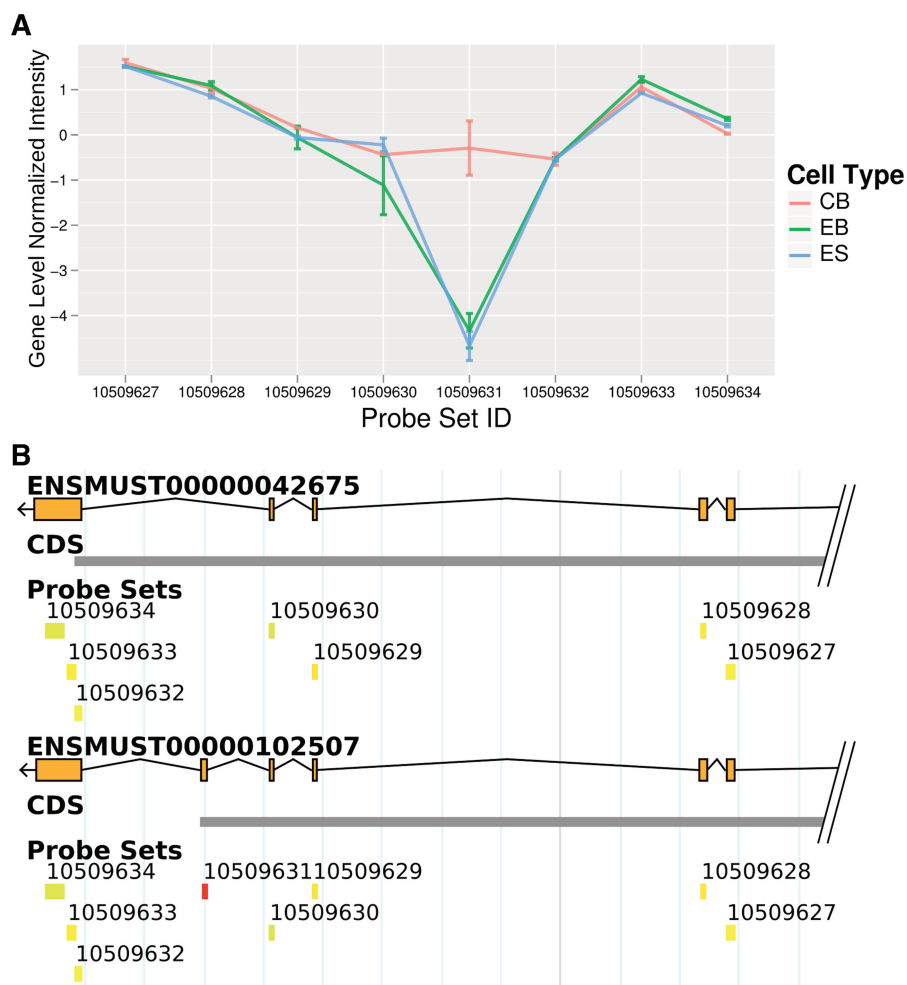 A
Gene Level Normalized Intensity
1
0
−1
−2
−3
−4
10509627 10509628 10509629 10509630 10509631 10509632 10509633 10509634
Probe Set ID
Cell Type
CB
EB
ES
B
ENSMUST00000042675
CDS
Probe Sets
10509634 10509630 10509628
10509633 10509629 10509627
10509632
ENSMUST00000102507
CDS
Probe Sets
10509634 10509631 10509629 10509628
10509633 10509630 10509627
10509632